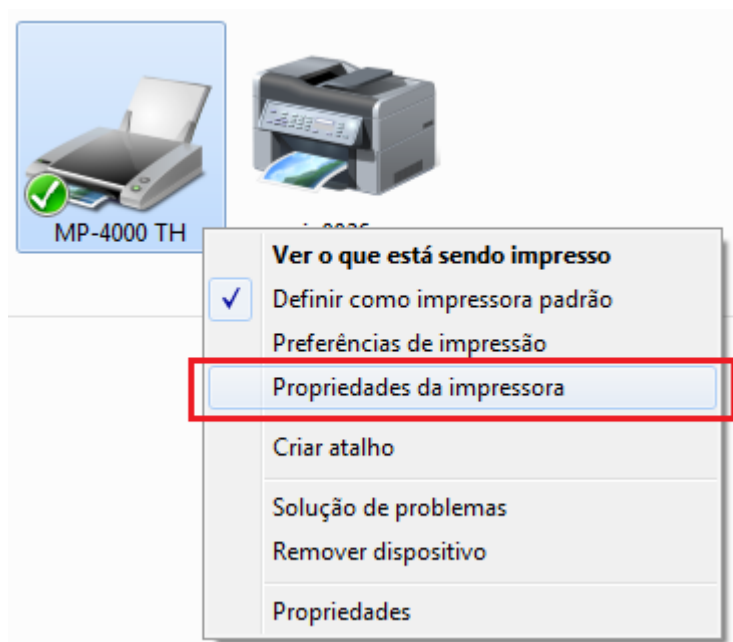 MP-4000 TH
Ver o que está sendo impresso
Definir como impressora padrão
Preferências de impressão
Propriedades da impressora
Criar atalho
Solução de problemas
Remover dispositivo
Propriedades